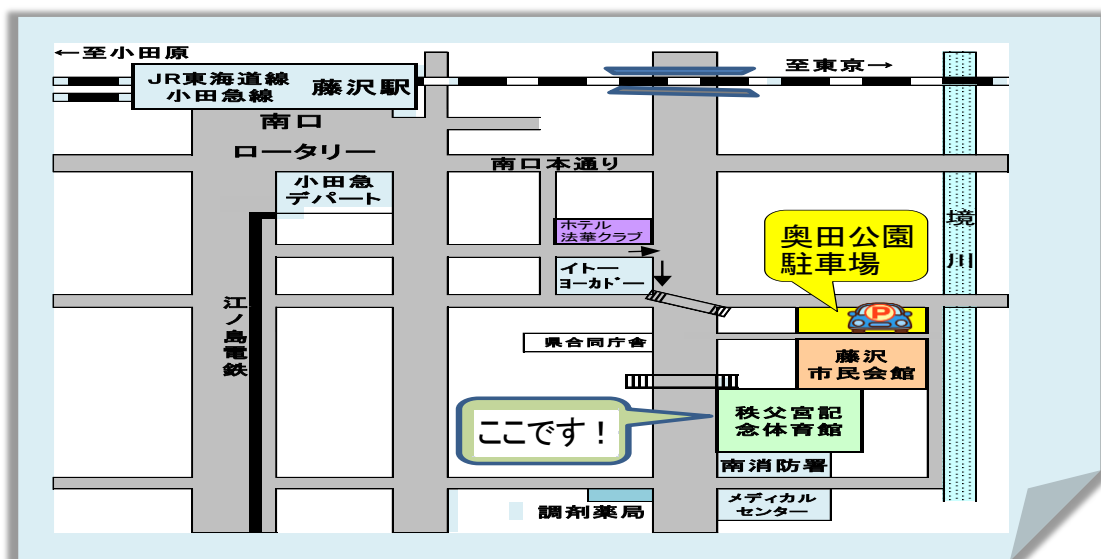 ←至小田原
至東京→
JR東海道線
小田急線
藤沢駅
南口
ロータリー
南口本通り
小田急
デパート
ホテル
法華クラブ
境川
奥田公園
駐車場
イトー
ヨーカドー
江ノ島電鉄
P
県合同庁舎
藤沢
市民会館
秩父宮記
念体育館
ここです！
南消防署
メディカル
センター
調剤薬局